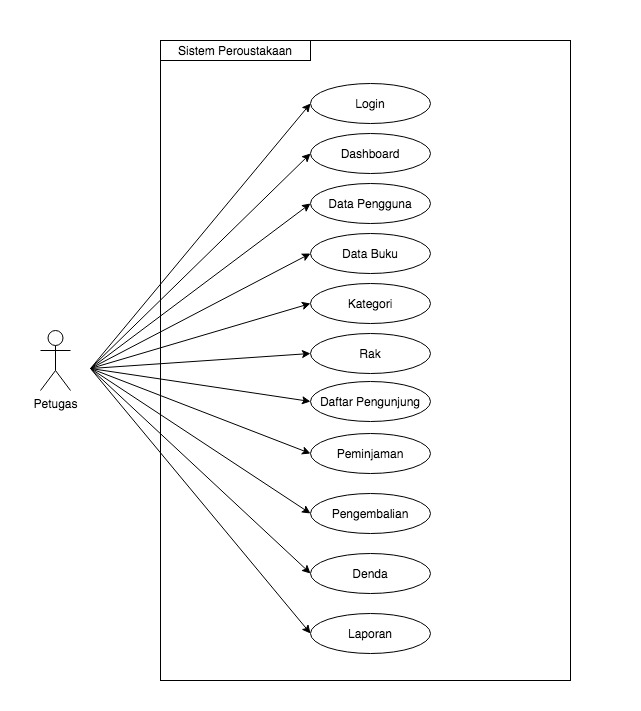 Sistem Peroustakaan
Login
Dashboard
Data Pengguna
Data Buku
Kategori
Rak
Daftar Pengunjung
Peminjaman
Pengembalian
Denda
Laporan
Petugas